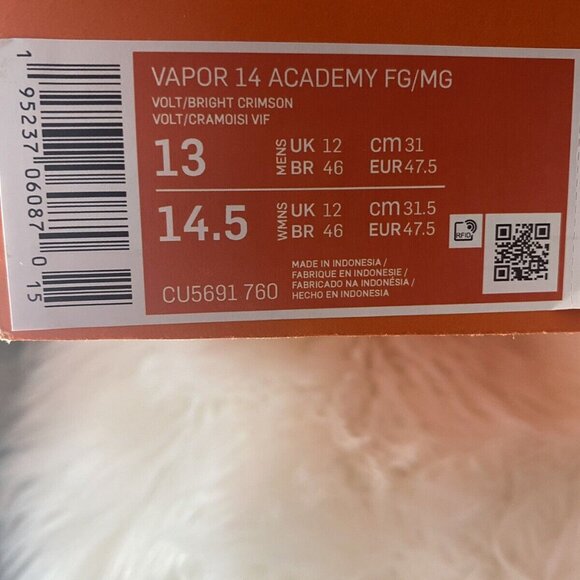 VAPOR 14 ACADEMY FG/MG
VOLT/BRIGHT CRIMSON
VOLT/CRAMOISI VIF
13 MENS UK 12 CM 31
BR 46 EUR 47.5
14.5 WMNS UK 12 CM 31.5
BR 46 EUR 47.5
RFID
MADE IN INDONESIA /
FABRIQUE EN INDONESIE /
FABRICADO NA INDONÉSIA /
HECHO EN INDONESIA
CU5691 760
1 95237 06087 0 15